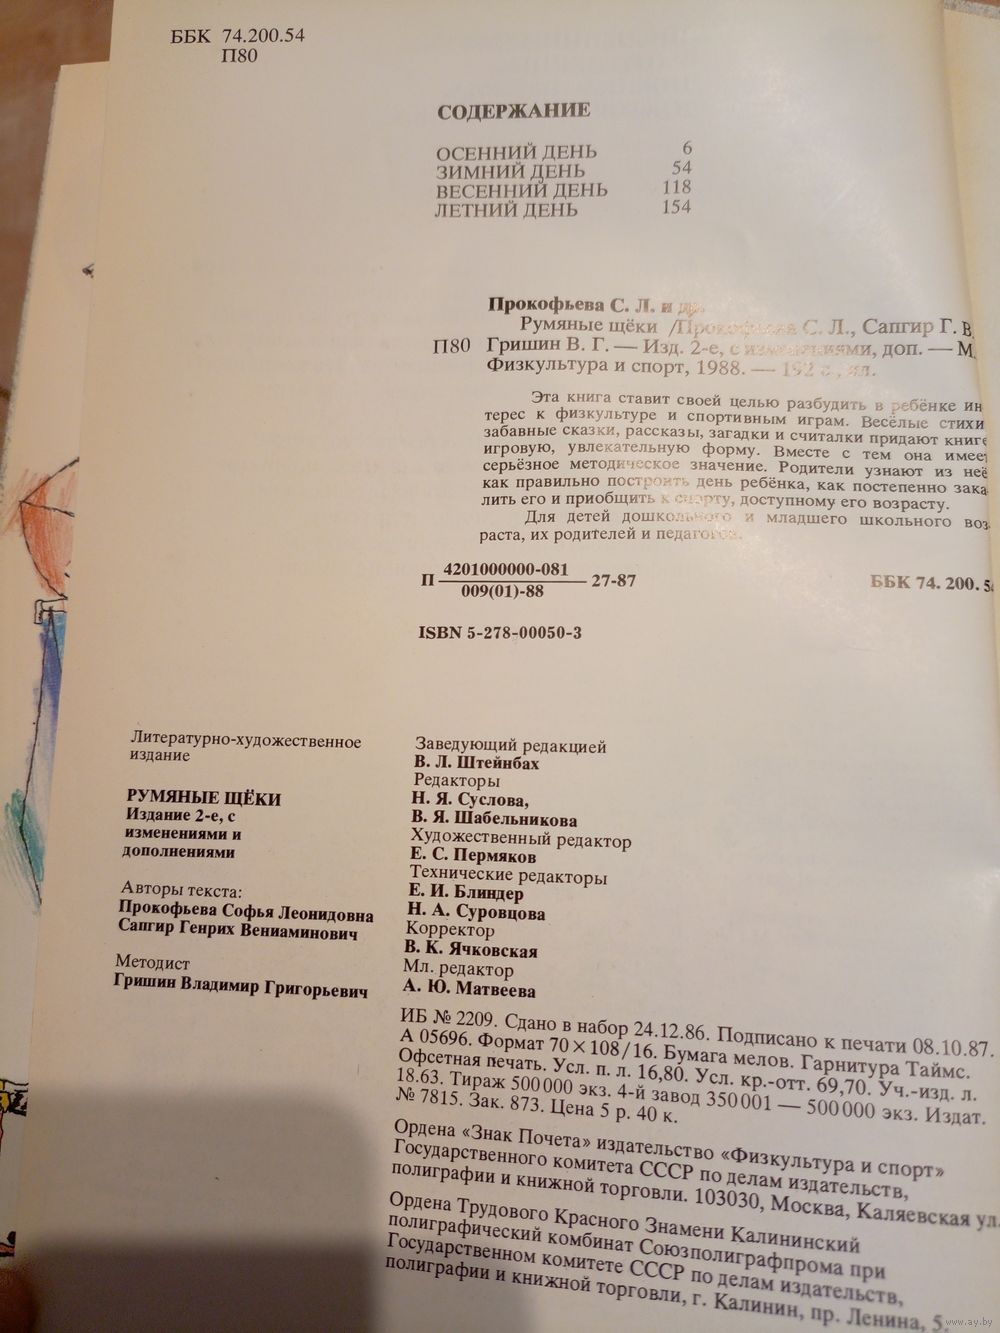 ББК 74.200.54
П80
СОДЕРЖАНИЕ
ОСЕННИЙ ДЕНЬ 6
ЗИМНИЙ ДЕНЬ 54
ВЕСЕННИЙ ДЕНЬ 118
ЛЕТНИЙ ДЕНЬ 154
Прокофьева С. Л. и др.
Румяные щёки /Прокофьева С. Л., Сапгир Г. В
П80 Гришин В. Г. — Изд. 2-е, с изменениями, доп. — М
Физкультура и спорт, 1988. — 192 с., ил.
Эта книга ставит своей целью разбудить в ребёнке ин
терес к физкультуре и спортивным играм. Весёлые стихи
забавные сказки, рассказы, загадки и считалки придают книге
игровую, увлекательную форму. Вместе с тем она имеет
серьёзное методическое значение. Родители узнают из неё
как правильно построить день ребёнка, как постепенно зака
лить его и приобщить к спорту, доступному его возрасту.
Для детей дошкольного и младшего школьного воз
раста, их родителей и педагогов.
П 4201000000-081
009(01)-88 27-87 ББК 74. 200. 5
ISBN 5-278-00050-3
Литературно-художественное
издание
РУМЯНЫЕ ЩЁКИ
Издание 2-е, с
изменениями и
дополнениями
Авторы текста:
Прокофьева Софья Леонидовна
Сапгир Генрих Вениаминович
Методист
Гришин Владимир Григорьевич
Заведующий редакцией
В. Л. Штейнбах
Редакторы
Н. Я. Суслова,
В. Я. Шабельникова
Художественный редактор
Е. С. Пермяков
Технические редакторы
Е. И. Блиндер
Н. А. Суровцова
Корректор
В. К. Ячковская
Мл. редактор
А. Ю. Матвеева
ИБ № 2209. Сдано в набор 24.12.86. Подписано к печати 08.10.87.
А 05696. Формат 70×108/16. Бумага мелов. Гарнитура Таймс.
Офсетная печать. Усл. п. л. 16,80. Усл. кр.-отт. 69,70. Уч.-изд. л.
18.63. Тираж 500 000 экз. 4-й завод 350 001 — 500 000 экз. Издат.
№ 7815. Зак. 873. Цена 5 р. 40 к.
Ордена «Знак Почета» издательство «Физкультура и спорт»
Государственного комитета СССР по делам издательств,
полиграфии и книжной торговли. 103030, Москва, Каляевская ул.
Ордена Трудового Красного Знамени Калининский
полиграфический комбинат Союзполиграфпрома при
Государственном комитете СССР по делам издательств,
полиграфии и книжной торговли, г. Калинин, пр. Ленина, 5.
www.ay.by